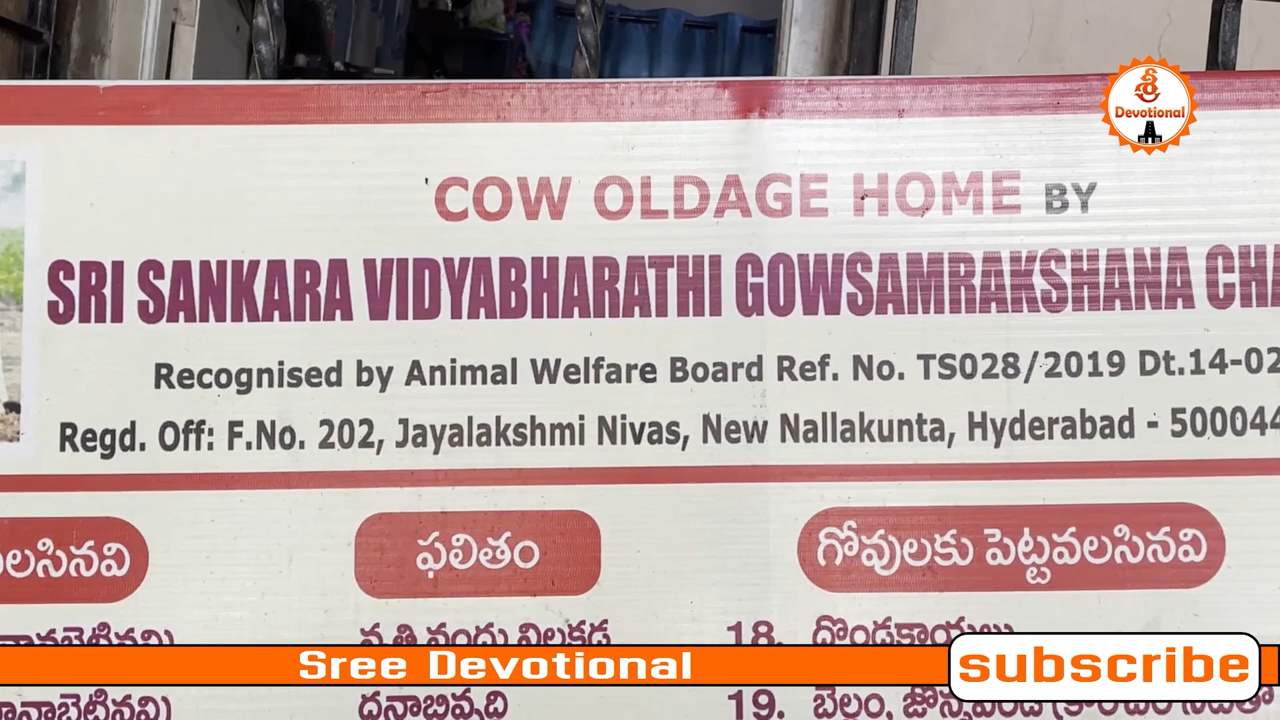 శ్రీ
Devotional
COW OLDAGE HOME BY
SRI SANKARA VIDYABHARATHI GOWSAMRAKSHANA
Recognised by Animal Welfare Board Ref. No. TS028/2019 Dt.14-02
Regd. Off: F.No. 202, Jayalakshmi Nivas, New Nallakunta, Hyderabad - 500044
ఫలితం గోవులకు పెట్టవలసినవి
18. దొండకాయలు
Sree Devotional
subscribe
19. బెల్లం,